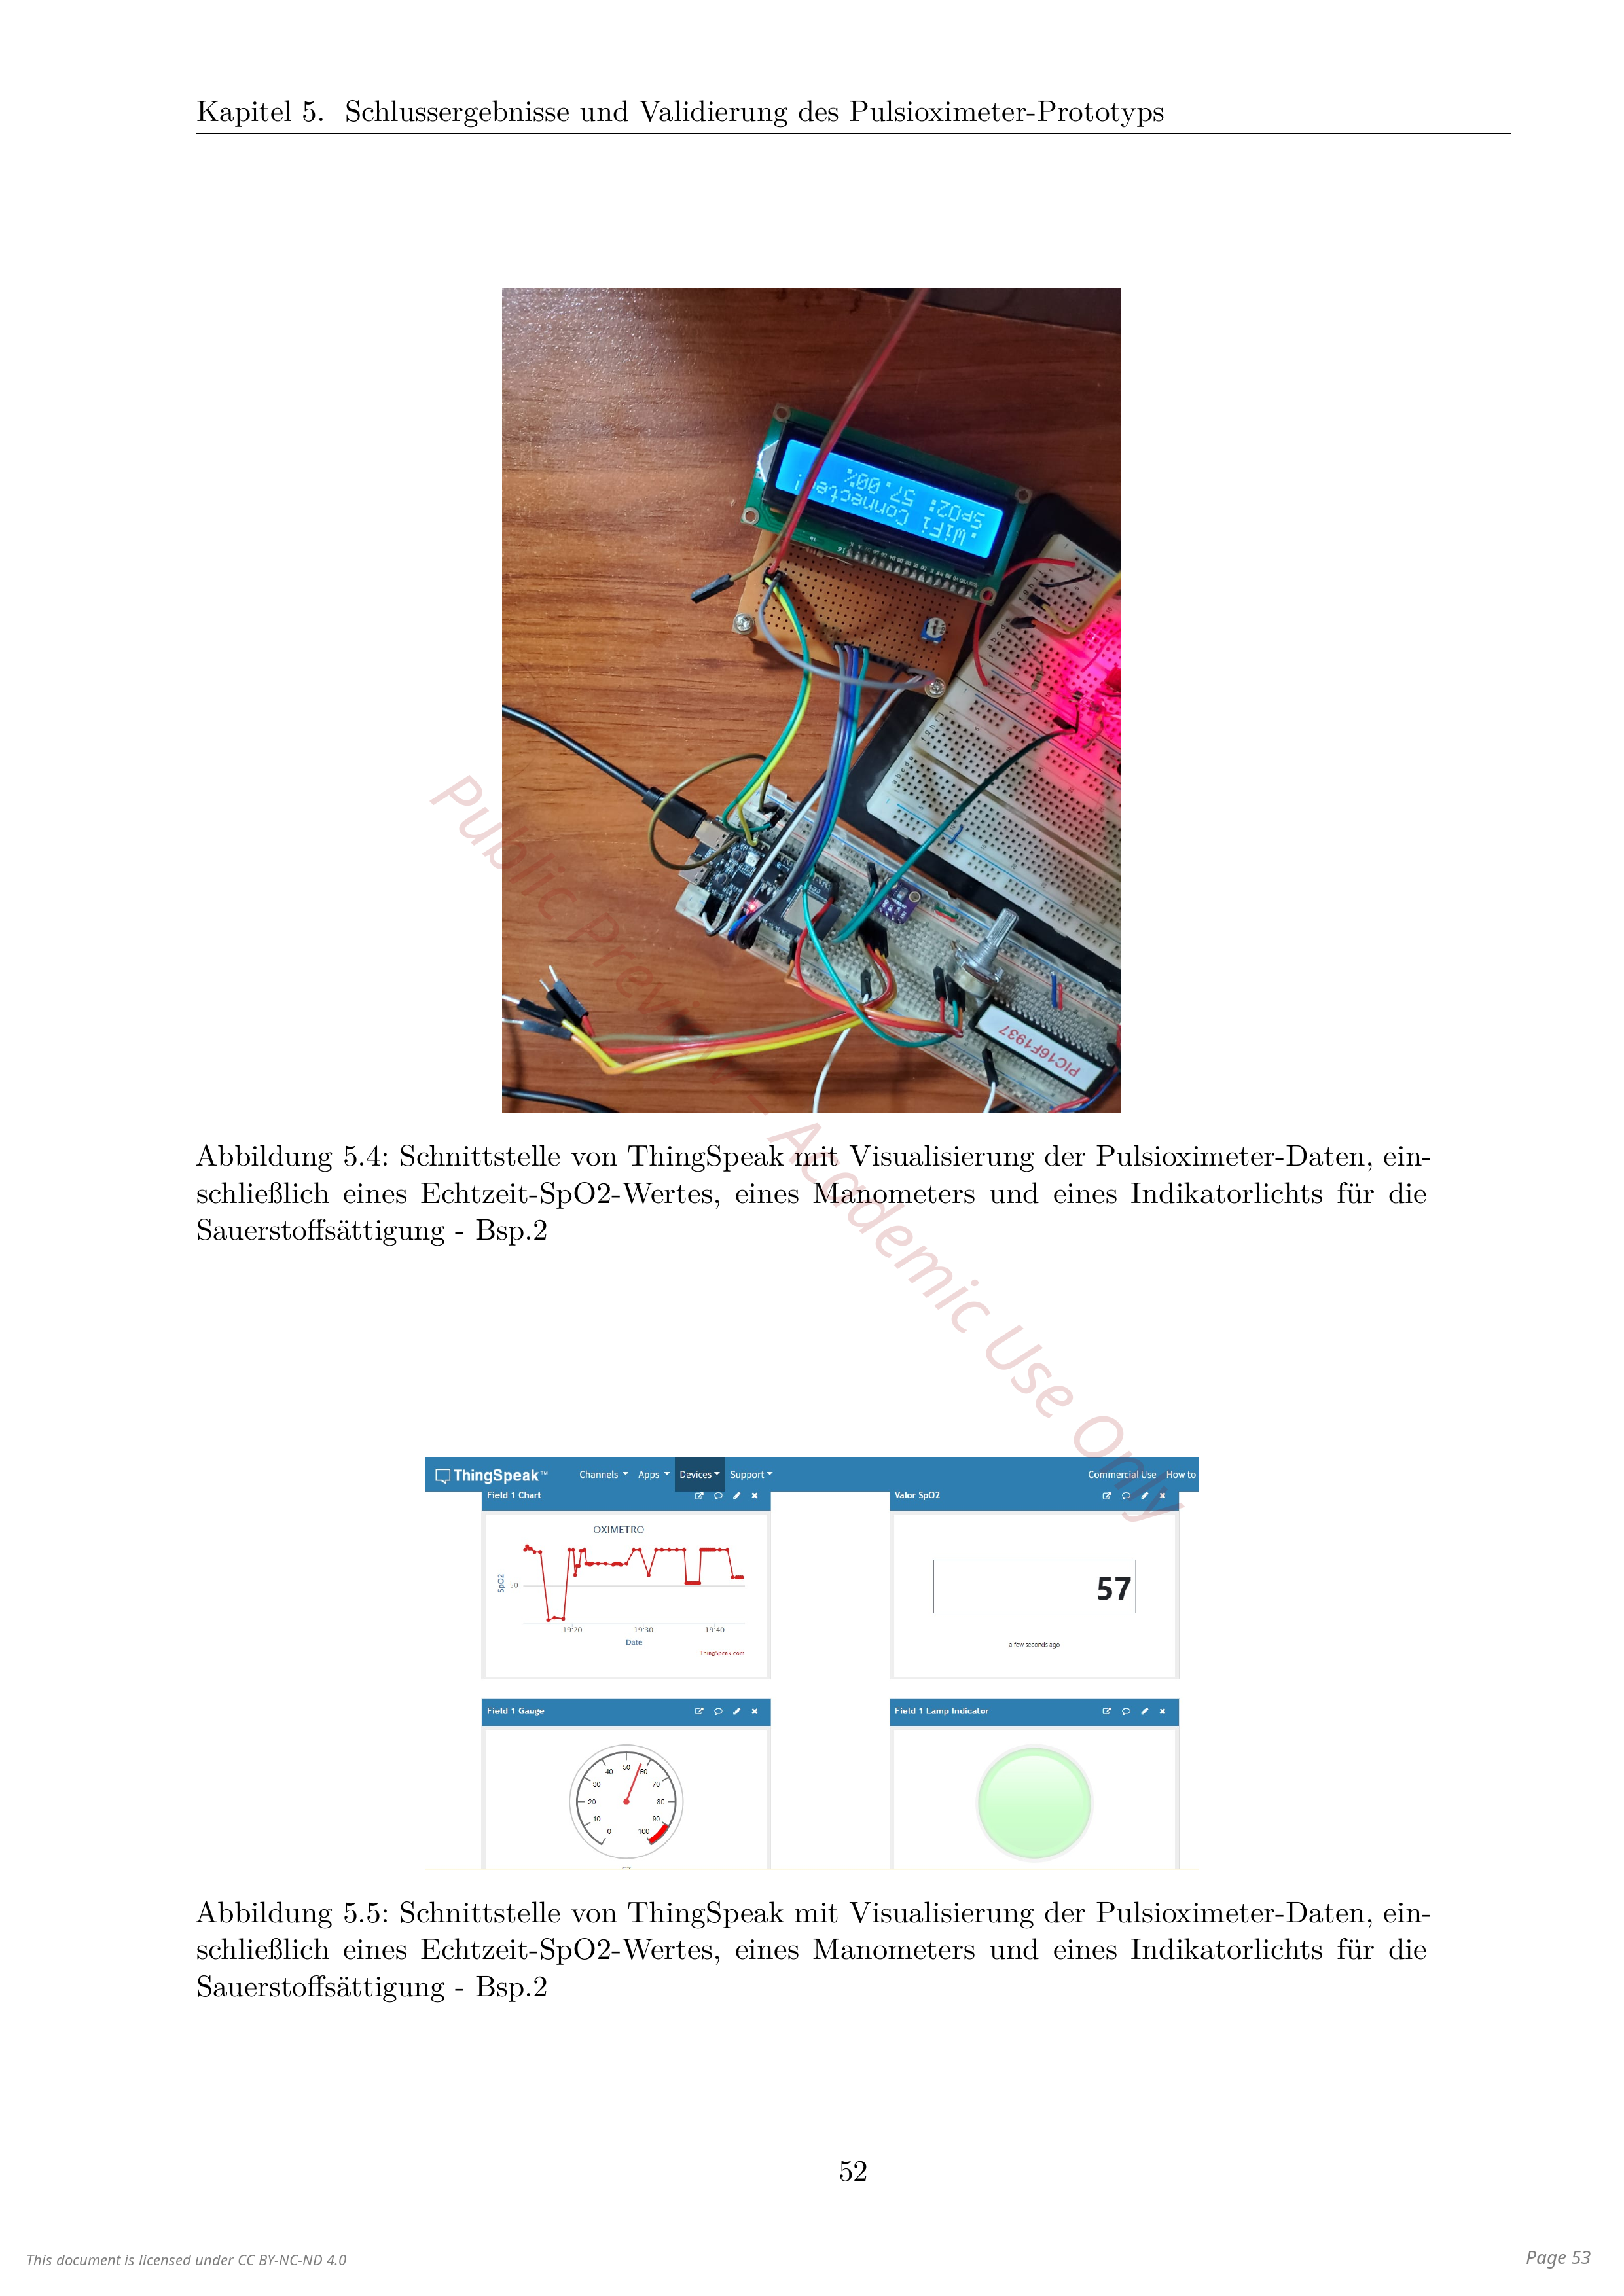 Kapitel 5. Schlussergebnisse und Validierung des Pulsioximeter-Prototyps
WiFi Connected!
SpO2: 57.00%
PIC16F1937
Abbildung 5.4: Schnittstelle von ThingSpeak mit Visualisierung der Pulsioximeter-Daten, ein-
schließlich eines Echtzeit-SpO2-Wertes, eines Manometers und eines Indikatorlichts für die
Sauerstoffsättigung - Bsp.2
Public Preview – Academic Use Only
ThingSpeak™ Channels Apps Devices Support Commercial Use How to
Field 1 Chart
OXIMETRO
SpO2
50
19:20 19:30 19:40
Date
ThingSpeak.com
Valor SpO2
57
a few seconds ago
Field 1 Gauge
0 10 20 30 40 50 60 70 80 90 100
Field 1 Lamp Indicator
Abbildung 5.5: Schnittstelle von ThingSpeak mit Visualisierung der Pulsioximeter-Daten, ein-
schließlich eines Echtzeit-SpO2-Wertes, eines Manometers und eines Indikatorlichts für die
Sauerstoffsättigung - Bsp.2
52
This document is licensed under CC BY-NC-ND 4.0
Page 53